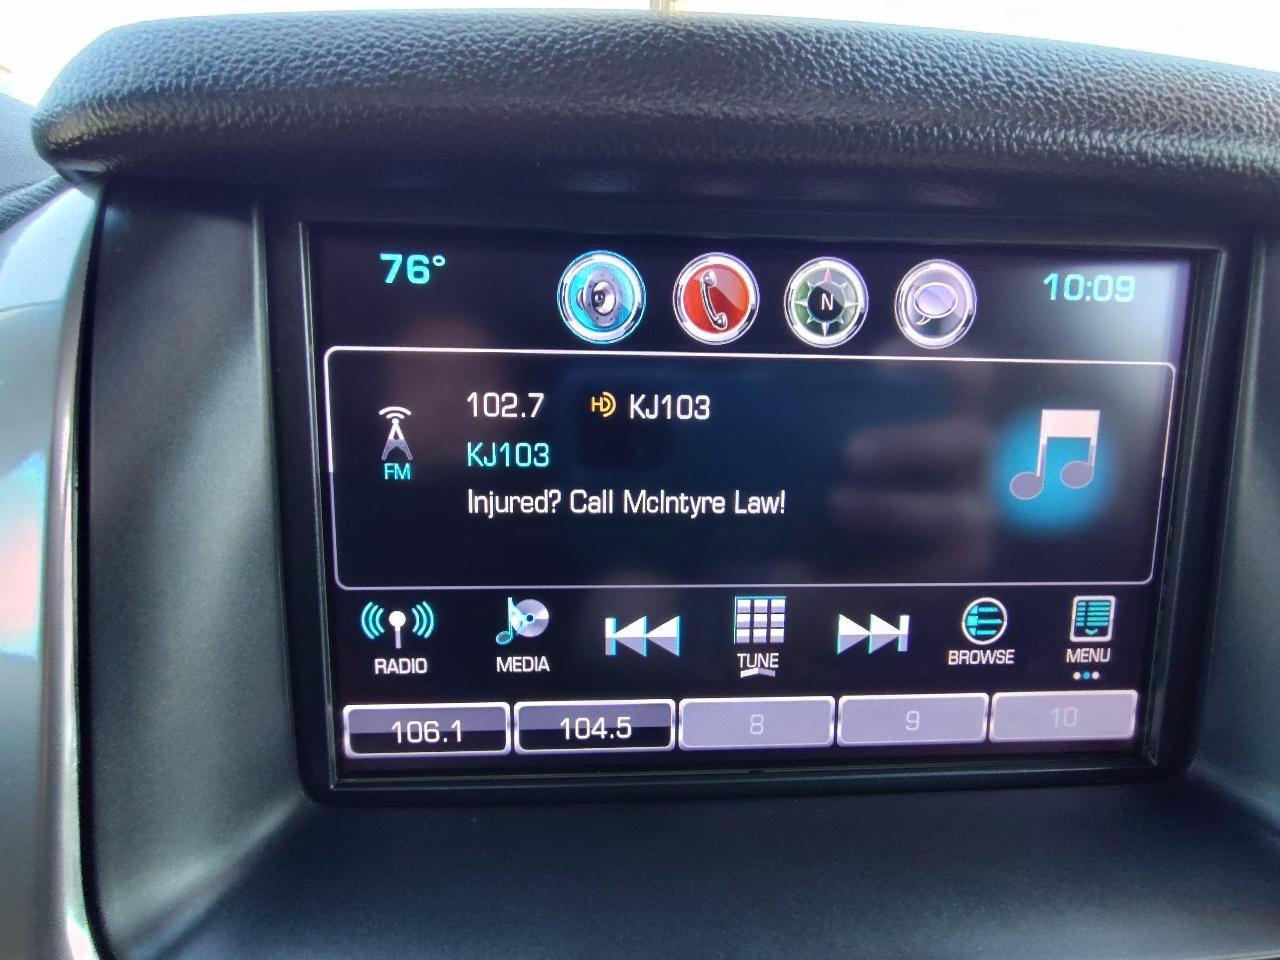 76°
N
10:09
102.7 HD KJ103
FM
KJ103
Injured? Call McIntyre Law!
RADIO
MEDIA
TUNE
BROWSE
MENU
106.1
104.5
8
9
10